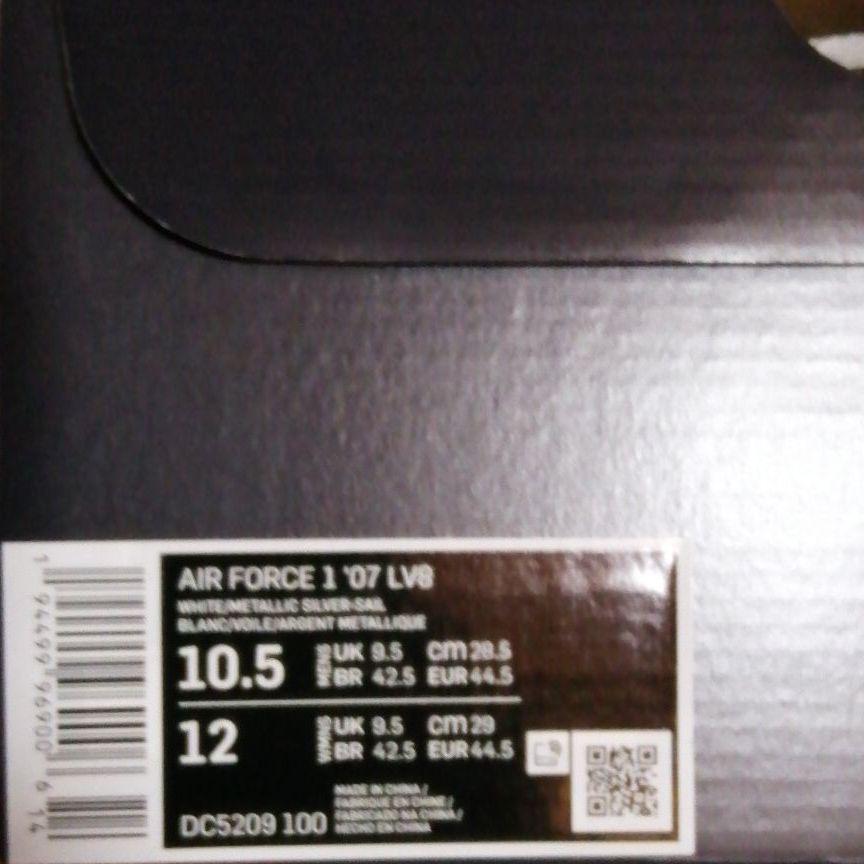 AIR FORCE 1 '07 LV8
WHITE/METALLIC SILVER-SAIL
BLANC/VOILE/ARGENT METALLIQUE
10.5 MENS UK 9.5 cm 28.5
BR 42.5 EUR 44.5
12 WMNS UK 9.5 cm 29
BR 42.5 EUR 44.5
DC5209 100
MADE IN CHINA /
FABRIQUE EN CHINE /
FABRICADO NA CHINA /
HECHO EN CHINA